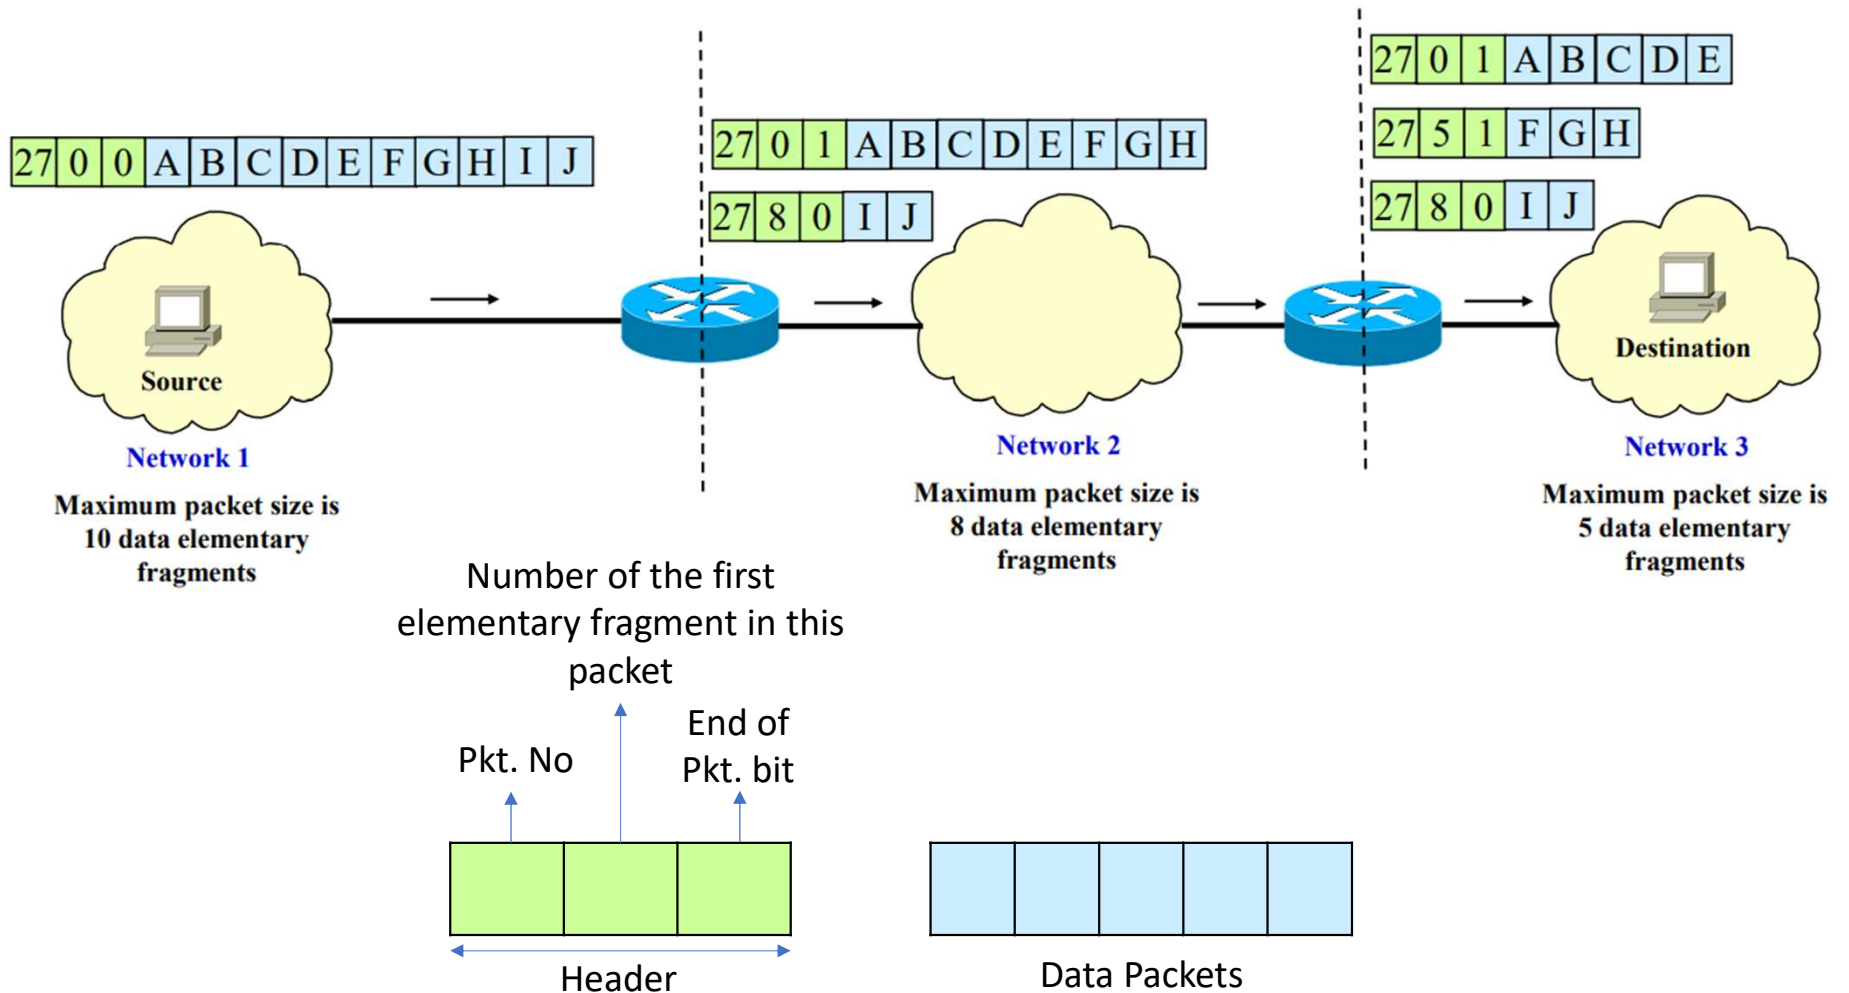 27 0 0 A B C D E F G H I J
27 0 1 A B C D E F G H
27 8 0 I J
27 0 1 A B C D E
27 5 1 F G H
27 8 0 I J
Source
Network 1
Maximum packet size is
10 data elementary
fragments
Network 2
Maximum packet size is
8 data elementary
fragments
Destination
Network 3
Maximum packet size is
5 data elementary
fragments
Number of the first
elementary fragment in this
packet
Pkt. No
End of
Pkt. bit
Header
Data Packets